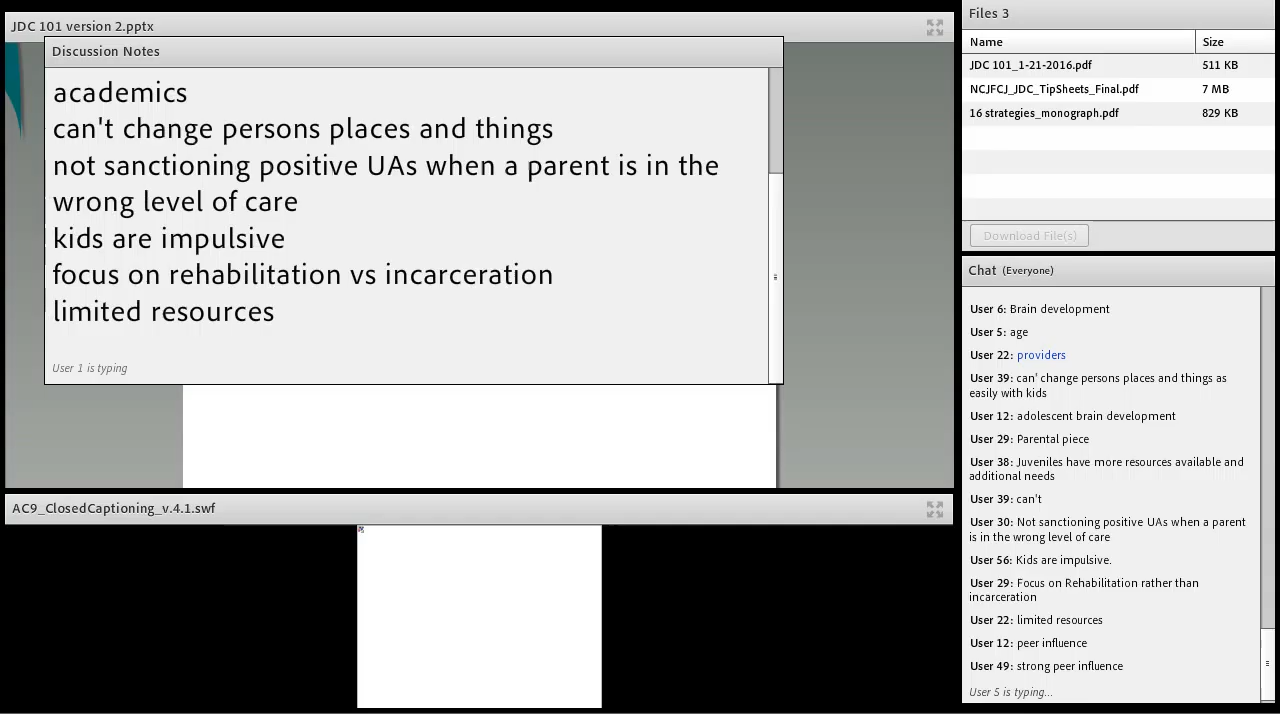 JDC 101 version 2.pptx
Discussion Notes
academics
can't change persons places and things
not sanctioning positive UAs when a parent is in the
wrong level of care
kids are impulsive
focus on rehabilitation vs incarceration
limited resources
User 1 is typing
AC9_ClosedCaptioning_v.4.1.swf
Files 3
Name Size
JDC 101_1-21-2016.pdf 511 KB
NCJFCJ_JDC_TipSheets_Final.pdf 7 MB
16 strategies_monograph.pdf 829 KB
Download File(s)
Chat (Everyone)
User 6: Brain development
User 5: age
User 22: providers
User 39: can' change persons places and things as
easily with kids
User 12: adolescent brain development
User 29: Parental piece
User 38: Juveniles have more resources available and
additional needs
User 39: can't
User 30: Not sanctioning positive UAs when a parent
is in the wrong level of care
User 56: Kids are impulsive.
User 29: Focus on Rehabilitation rather than
incarceration
User 22: limited resources
User 12: peer influence
User 49: strong peer influence
User 5 is typing...